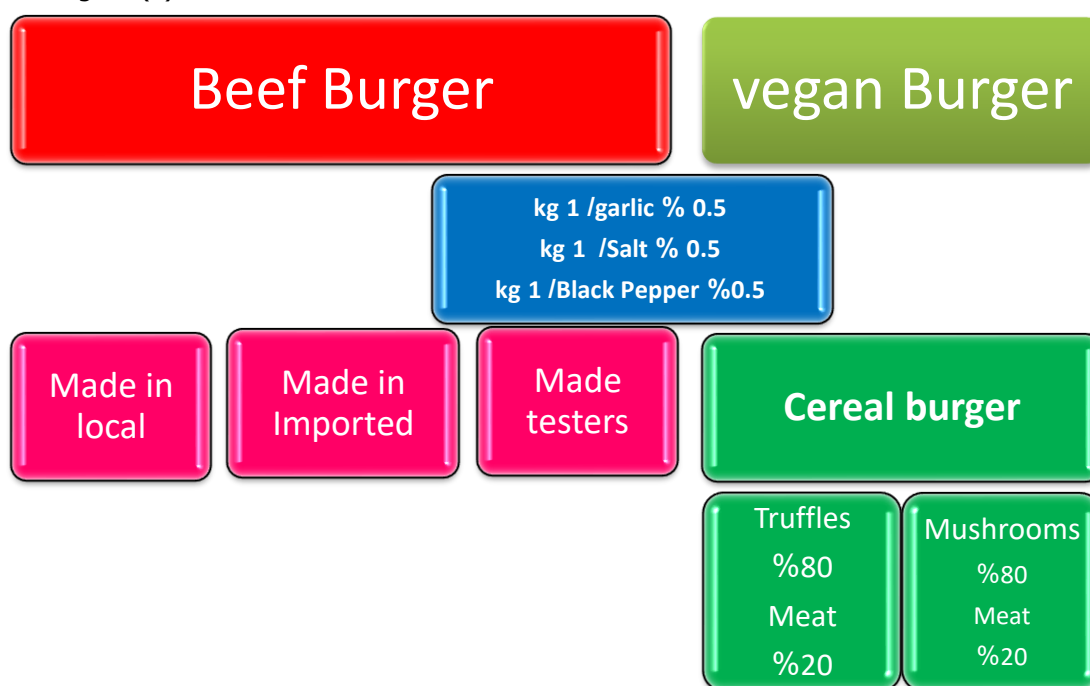 Beef Burger
vegan Burger
kg 1 /garlic % 0.5
kg 1 /Salt % 0.5
kg 1 /Black Pepper %0.5
Made in
local
Made in
Imported
Made
testers
Cereal burger
Truffles
%80
Meat
%20
Mushrooms
%80
Meat
%20